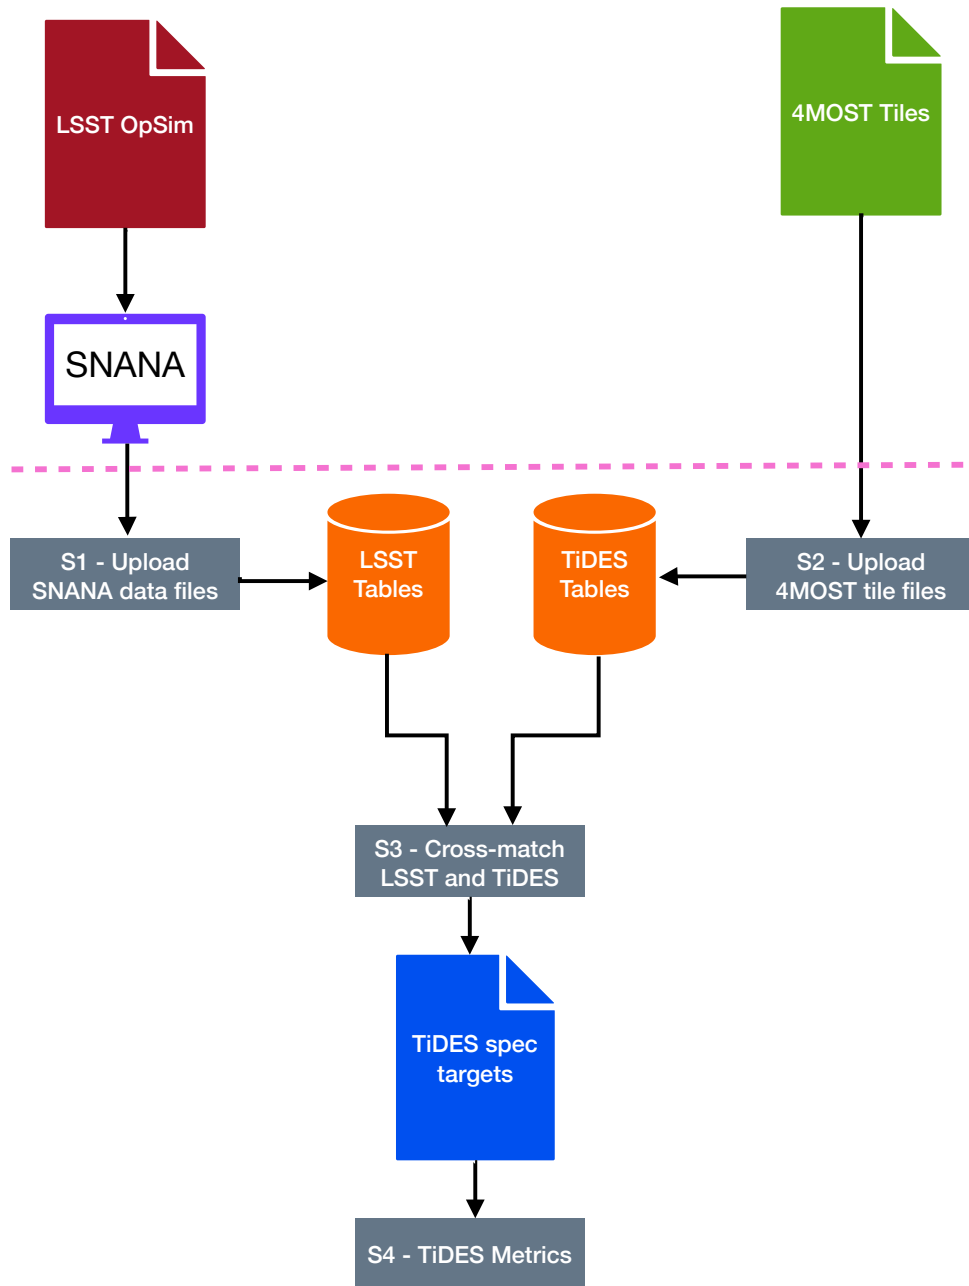 LSST OpSim
4MOST Tiles
SNANA
S1 - Upload
SNANA data files
LSST
Tables
TiDES
Tables
S2 - Upload
4MOST tile files
S3 - Cross-match
LSST and TiDES
TiDES spec
targets
S4 - TiDES Metrics